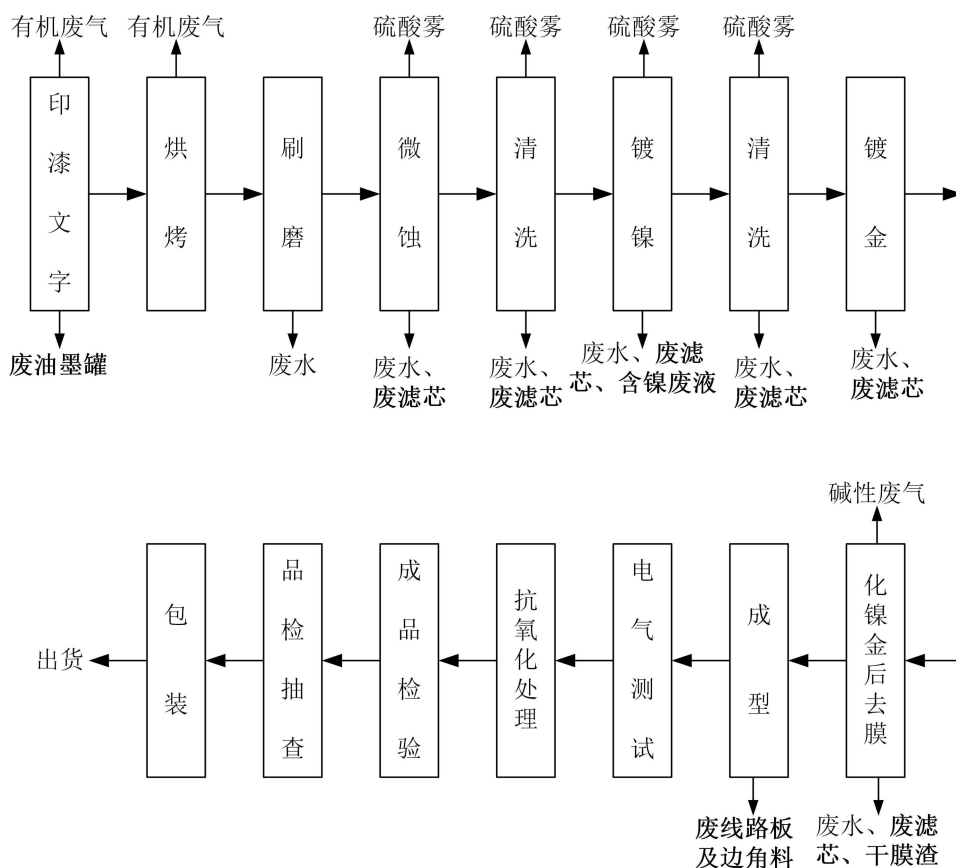 有机废气
有机废气
硫酸雾
硫酸雾
硫酸雾
硫酸雾
印漆文字
烘烤
刷磨
微蚀
清洗
镀镍
清洗
镀金
废油墨罐
废水
废水、
废滤芯
废水、
废滤芯
废水、废滤
芯、含镍废液
废水、
废滤芯
废水、
废滤芯
碱性废气
出货
包装
品检抽查
成品检验
抗氧化处理
电气测试
成型
化镍金后去膜
废线路板
及边角料
废水、废滤
芯、干膜渣